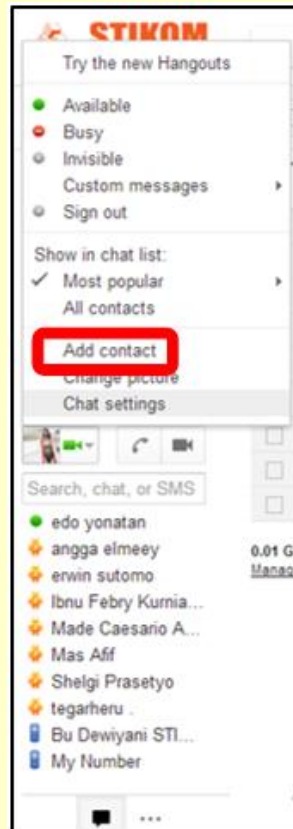 STIKOM
Try the new Hangouts
Available
Busy
Invisible
Custom messages
Sign out
Show in chat list:
Most popular
All contacts
Add contact
Change picture
Chat settings
Search, chat, or SMS
edo yonatan
angga elmeey
erwin sutomo
Ibnu Febry Kurnia...
Made Caesario A...
Mas Afif
Shelgi Prasetyo
tegarheru .
Bu Dewiyani STI...
My Number
0.01 G
Manag